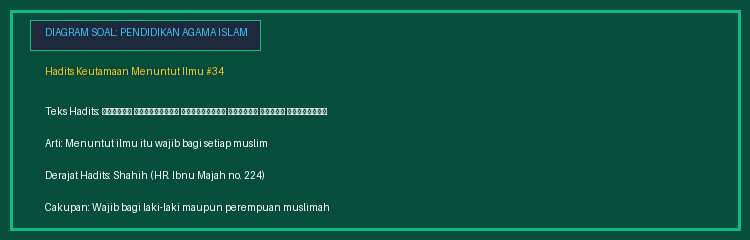 DIAGRAM SOAL: PENDIDIKAN AGAMA ISLAM
Hadits Keutamaan Menuntut Ilmu #34
Teks Hadits:
Arti: Menuntut ilmu itu wajib bagi setiap muslim
Derajat Hadits: Shahih (HR. Ibnu Majah no. 224)
Cakupan: Wajib bagi laki-laki maupun perempuan muslimah